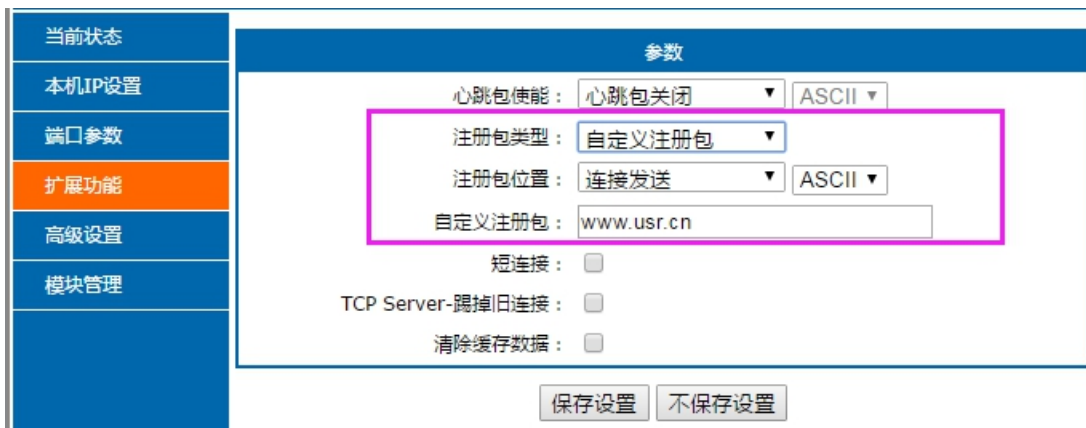 当前状态
本机IP设置
端口参数
扩展功能
高级设置
模块管理
参数
心跳包使能： 心跳包关闭 ASCII
注册包类型： 自定义注册包
注册包位置： 连接发送 ASCII
自定义注册包： www.usr.cn
短连接：
TCP Server-踢掉旧连接：
清除缓存数据：
保存设置 不保存设置